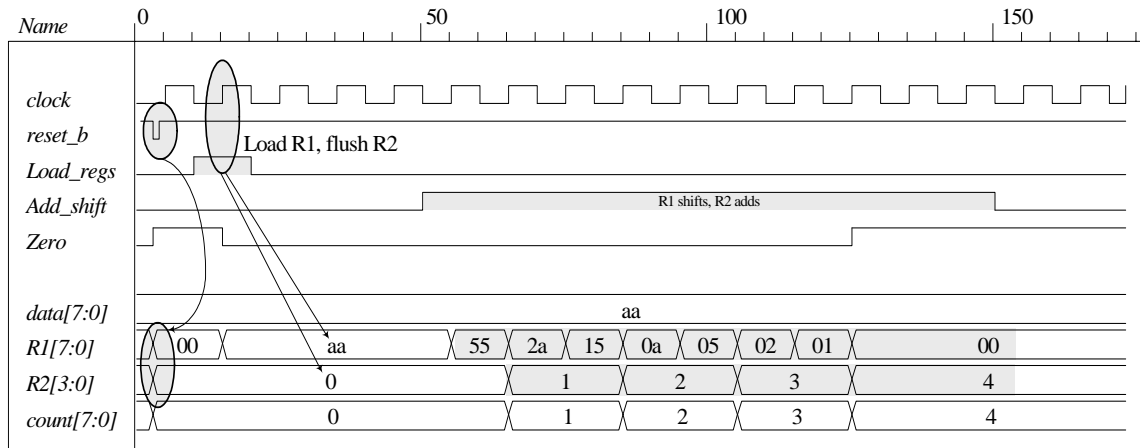 Name 0 50 100 150
clock
reset_b
Load R1, flush R2
Load_regs
Add_shift R1 shifts, R2 adds
Zero
data[7:0] aa
R1[7:0] 00 aa 55 2a 15 0a 05 02 01 00
R2[3:0] 0 1 2 3 4
count[7:0] 0 1 2 3 4